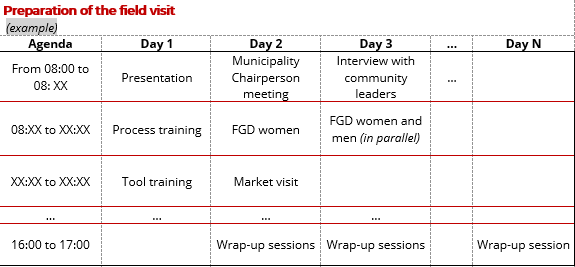 Preparation of the field visit
(example)
Agenda Day 1 Day 2 Day 3 ... Day N
From 08:00 to 08: XX Presentation Municipality Chairperson meeting Interview with community leaders ...
08:XX to XX:XX Process training FGD women FGD women and men (in parallel)
XX:XX to XX:XX Tool training Market visit
... ... ... ...
16:00 to 17:00 Wrap-up sessions Wrap-up sessions Wrap-up session